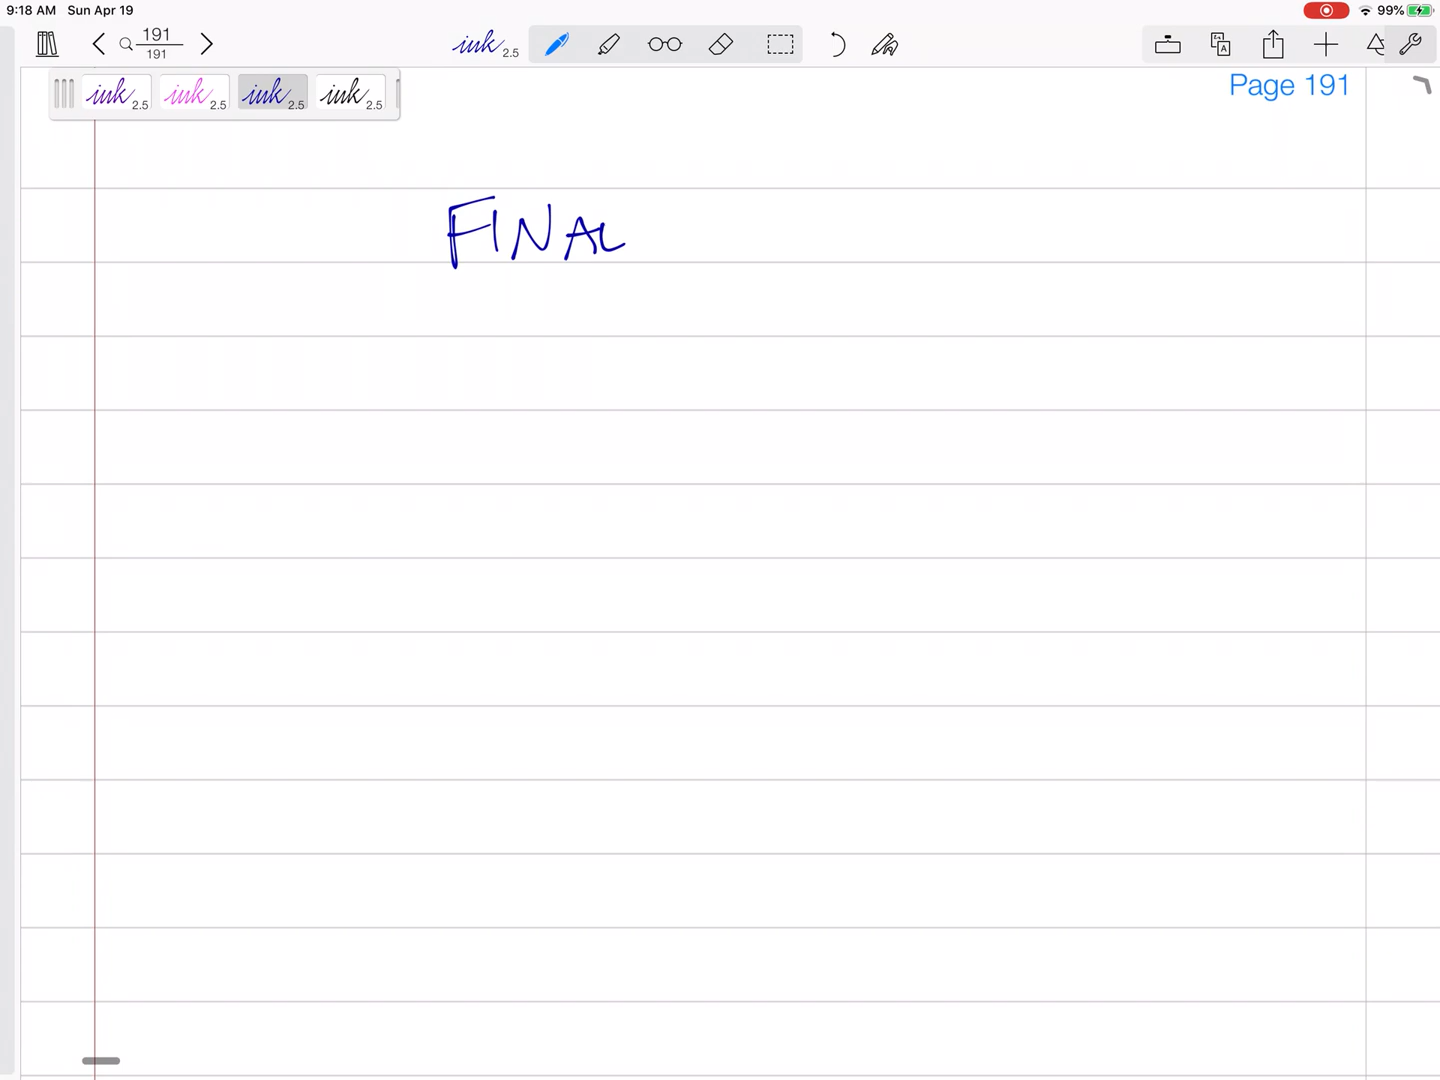 9:18 AM Sun Apr 19
99%
191
191
ink 2.5
ink 2.5 ink 2.5 ink 2.5 ink 2.5
Page 191
FINAL